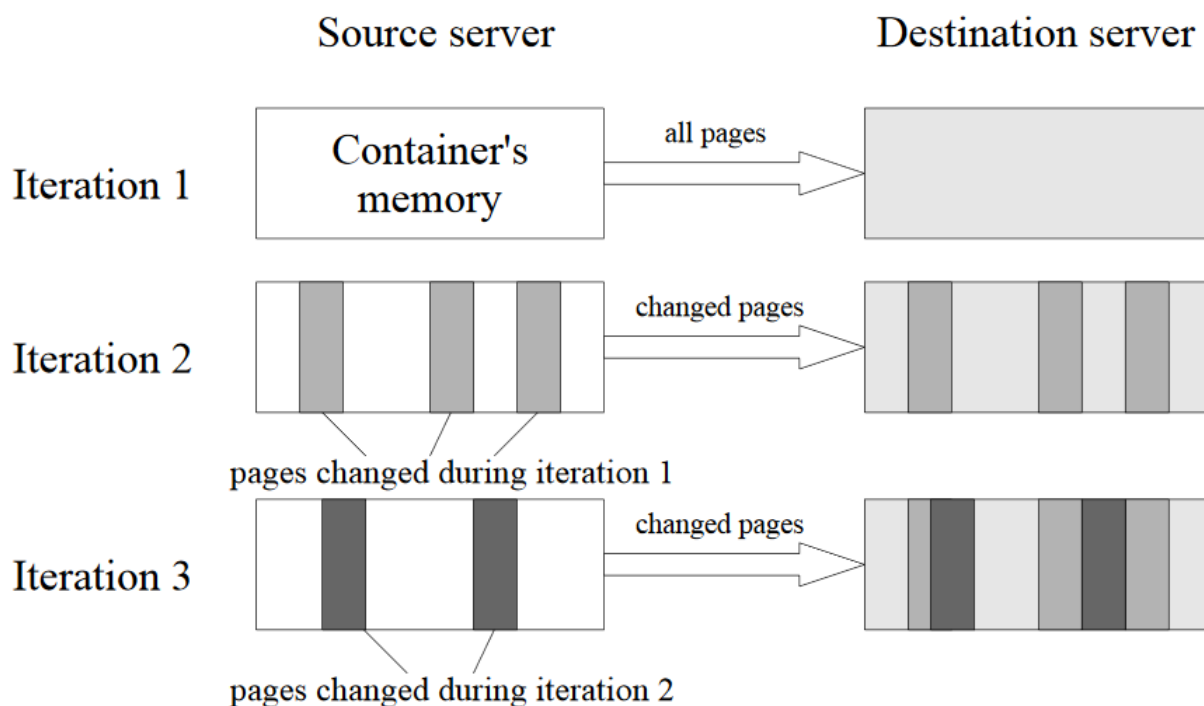 Source server
Destination server
Iteration 1
Container's
memory
all pages
Iteration 2
changed pages
pages changed during iteration 1
Iteration 3
changed pages
pages changed during iteration 2